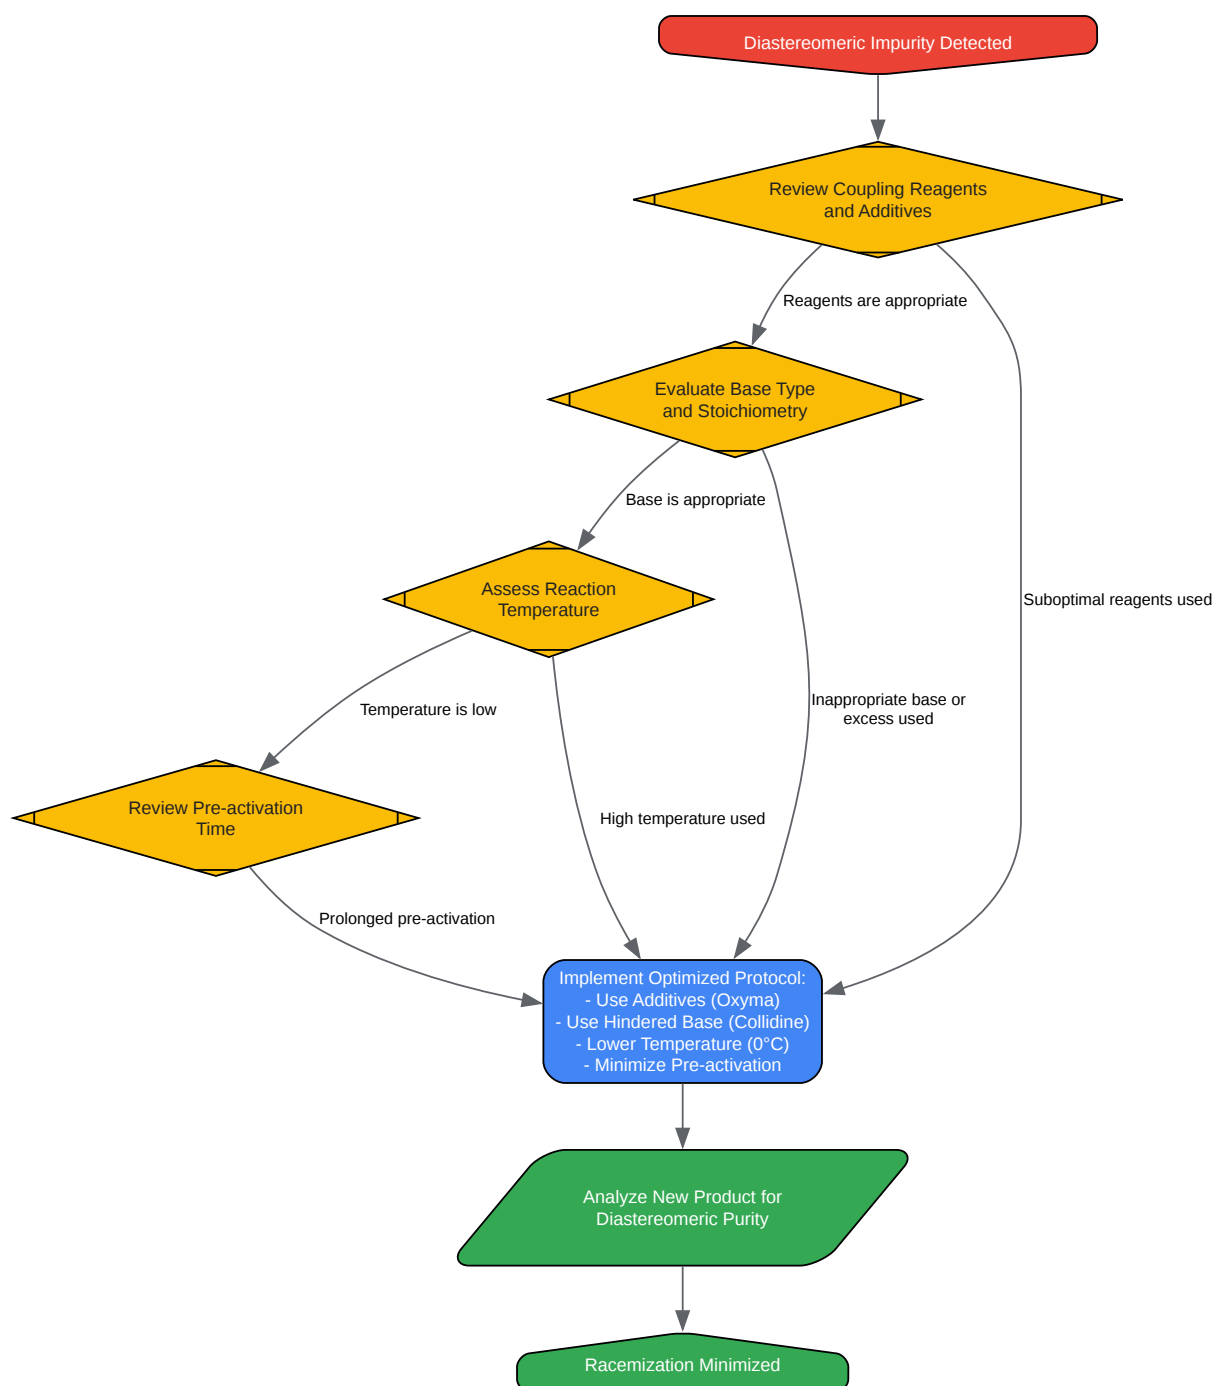 Diastereomeric Impurity Detected
Review Coupling Reagents
and Additives
Reagents are appropriate
Evaluate Base Type
and Stoichiometry
Base is appropriate
Assess Reaction
Temperature
Suboptimal reagents used
Inappropriate base or
excess used
Temperature is low
Review Pre-activation
Time
High temperature used
Prolonged pre-activation
Implement Optimized Protocol:
- Use Additives (Oxyma)
- Use Hindered Base (Collidine)
- Lower Temperature (0°C)
- Minimize Pre-activation
Analyze New Product for
Diastereomeric Purity
Racemization Minimized